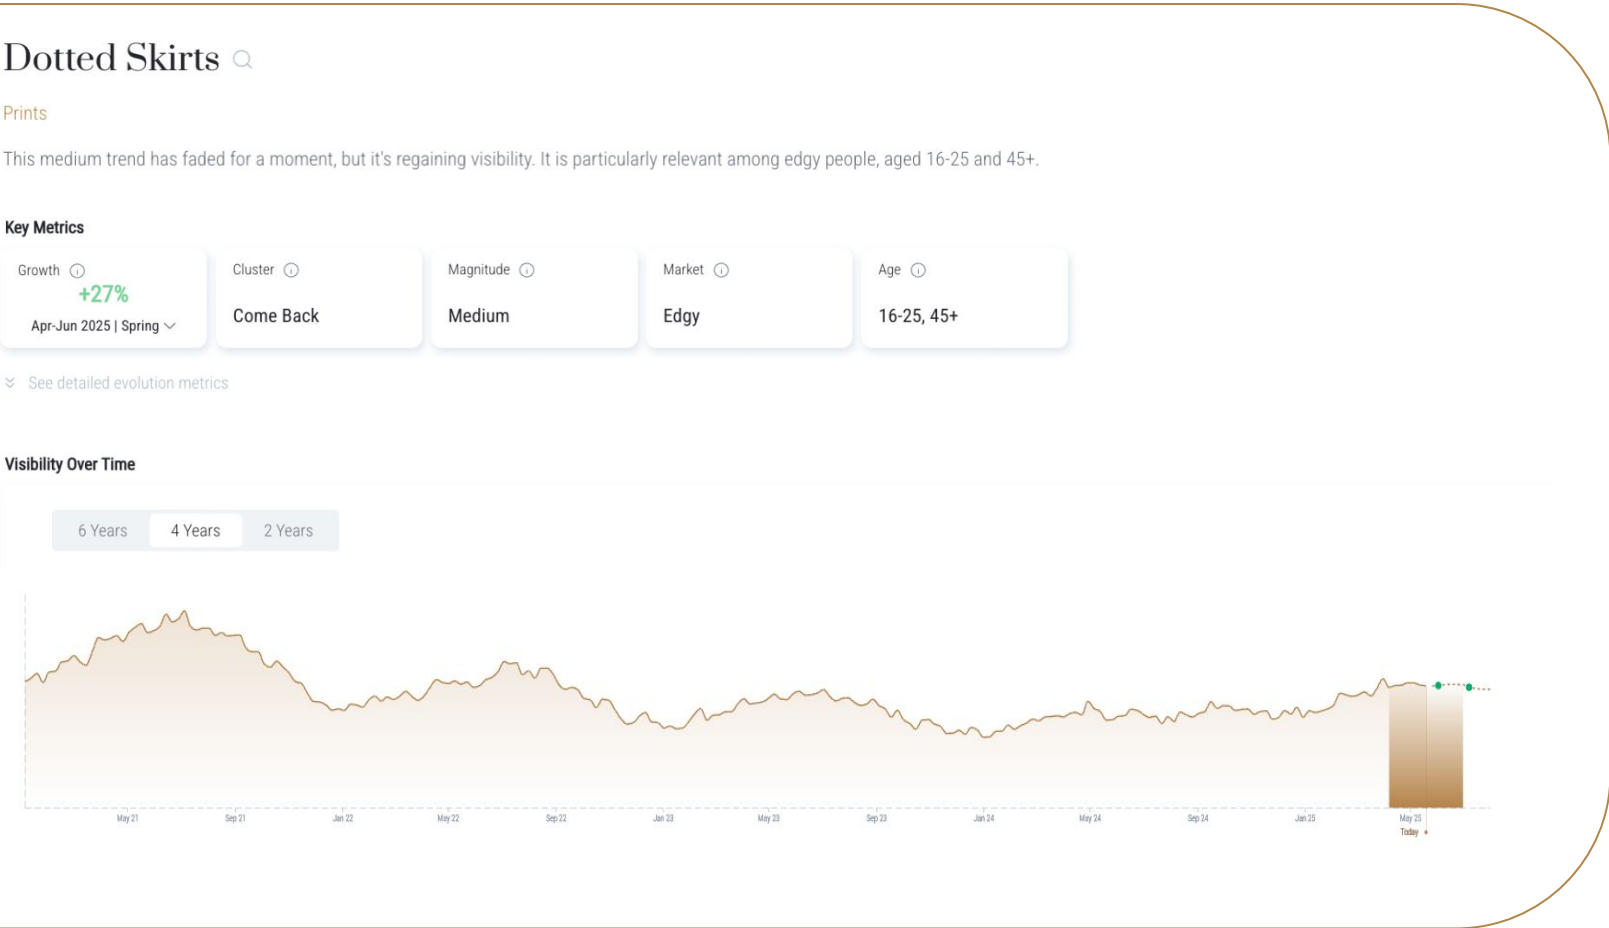 Dotted Skirts
Prints
This medium trend has faded for a moment, but it's regaining visibility. It is particularly relevant among edgy people, aged 16-25 and 45+.
Key Metrics
Growth
+27%
Apr-Jun 2025 | Spring
Cluster
Come Back
Magnitude
Medium
Market
Edgy
Age
16-25, 45+
See detailed evolution metrics
Visibility Over Time
6 Years 4 Years 2 Years
May 21 Sep 21 Jan 22 May 22 Sep 22 Jan 23 May 23 Sep 23 Jan 24 May 24 Sep 24 Jan 25 May 25
Today